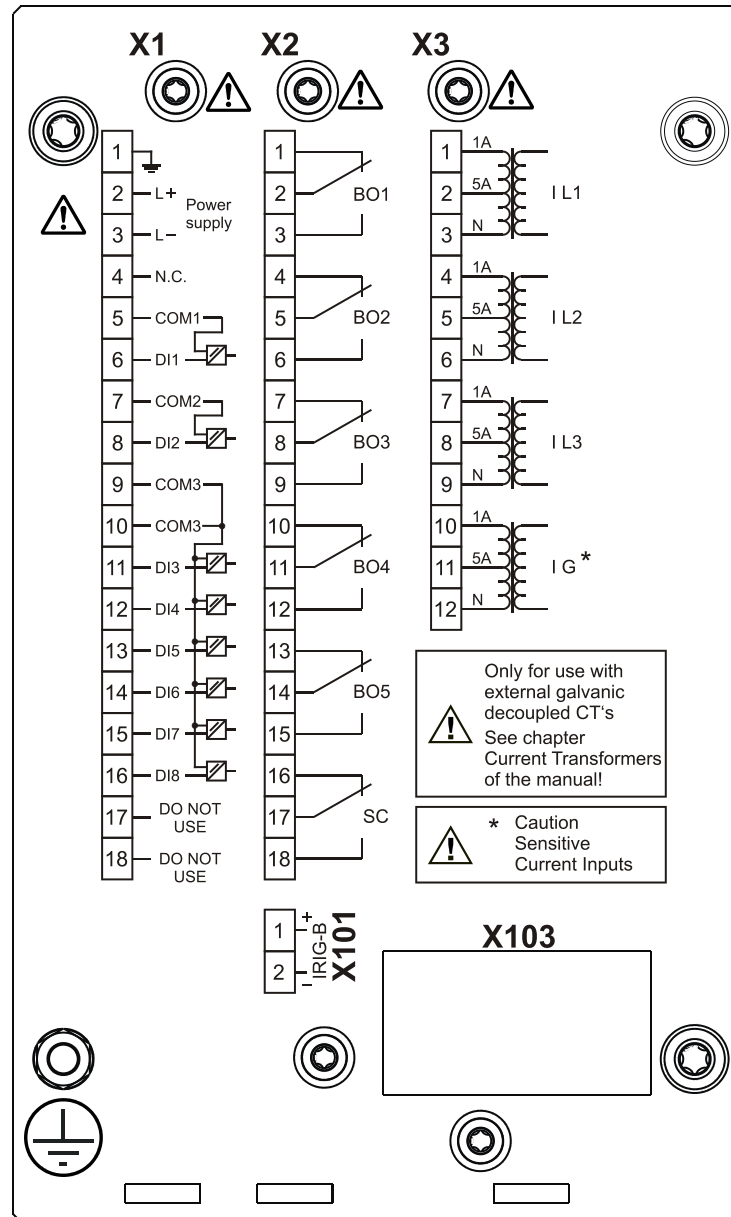 X1 X2 X3
1
2 L+
3 L–
Power
supply
4 N.C.
5 COM1
6 DI1
7 COM2
8 DI2
9 COM3
10 COM3
11 DI3
12 DI4
13 DI5
14 DI6
15 DI7
16 DI8
17 DO NOT
USE
18 DO NOT
USE
1
2 BO1
3
4
5 BO2
6
7
8 BO3
9
10
11 BO4
12
13
14 BO5
15
16
17 SC
18
1 1A
2 5A I L1
3 N
4 1A
5 5A I L2
6 N
7 1A
8 5A I L3
9 N
10 1A
11 5A I G*
12 N
! Only for use with
external galvanic
decoupled CT‘s
See chapter
Current Transformers
of the manual!
! * Caution
Sensitive
Current Inputs
1 +
2 –
IRIG-B
X101
X103